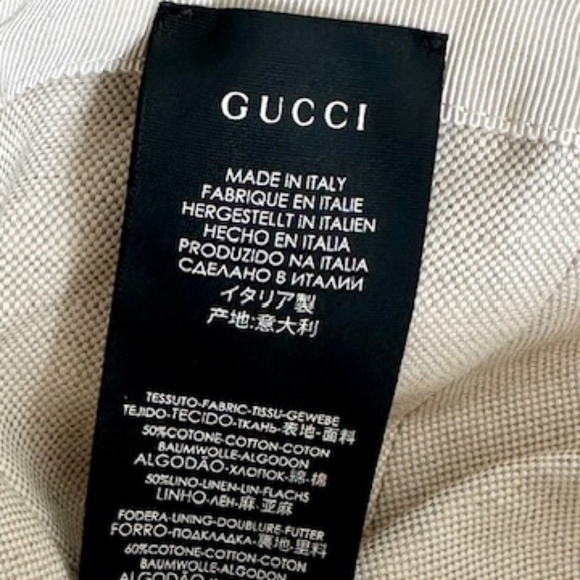 GUCCI
MADE IN ITALY
FABRIQUE EN ITALIE
HERGESTELLT IN ITALIEN
HECHO EN ITALIA
PRODUZIDO NA ITALIA
СДЕЛАНО В ИТАЛИИ
イタリア製
产地:意大利
TESSUTO-FABRIC-TISSU-GEWEBE
TEJIDO-TECIDO-ТКАНЬ-表地-面料
50%COTONE-COTTON-COTON
BAUMWOLLE-ALGODON
ALGODÃO-ХЛОПОК-綿-棉
50%LINO-LINEN-LIN-FLACHS
LINHO-ЛЕН-麻-亚麻
FODERA-LINING-DOUBLURE-FUTTER
FORRO-ПОДКЛАДКА-裏地-里料
60%COTONE-COTTON-COTON
BAUMWOLLE-ALGODON